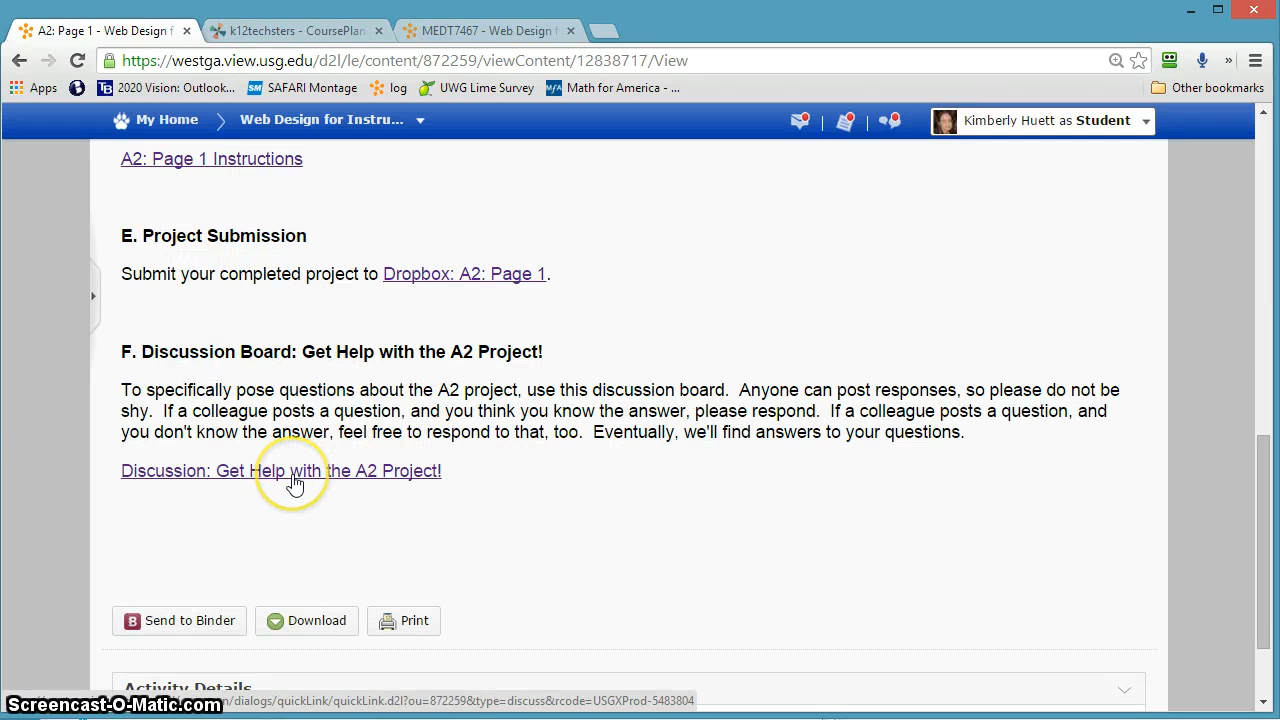 A2: Page 1 - Web Design f
k12techsters - CoursePlan
MEDT7467 - Web Design f
https://westga.view.usg.edu/d2l/le/content/872259/viewContent/12838717/View
Apps
2020 Vision: Outlook...
SAFARI Montage
log
UWG Lime Survey
Math for America - ...
Other bookmarks
My Home
Web Design for Instru...
Kimberly Huett as Student
A2: Page 1 Instructions
E. Project Submission
Submit your completed project to Dropbox: A2: Page 1.
F. Discussion Board: Get Help with the A2 Project!
To specifically pose questions about the A2 project, use this discussion board.  Anyone can post responses, so please do not be
shy.  If a colleague posts a question, and you think you know the answer, please respond.  If a colleague posts a question, and
you don't know the answer, feel free to respond to that, too.  Eventually, we'll find answers to your questions.
Discussion: Get Help with the A2 Project!
Send to Binder
Download
Print
Activity Details
/dialogs/quickLink/quickLink.d2l?ou=872259&type=discuss&rcode=USGXProd-5483804
Screencast-O-Matic.com